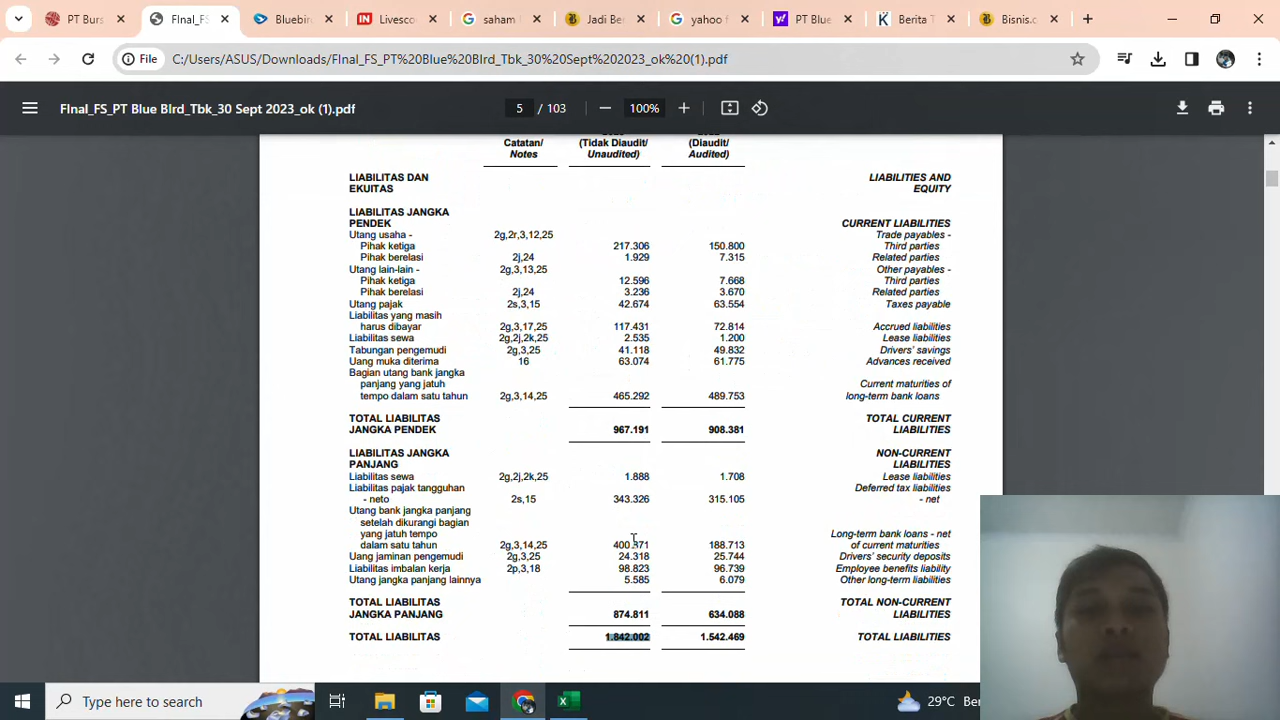 PT Burs
FInal_FS_
Bluebir
Livesco
saham
Jadi Be
yahoo f
PT Blue
Berita T
Bisnis.c
File
C:/Users/ASUS/Downloads/FInal_FS_PT%20Blue%20BIrd_Tbk_30%20Sept%202023_ok%20(1).pdf
FInal_FS_PT Blue BIrd_Tbk_30 Sept 2023_ok (1).pdf
5 / 103
100%
Catatan/ (Tidak Diaudit/ (Diaudit/
Notes Unaudited) Audited)
LIABILITAS DAN LIABILITIES AND
EKUITAS EQUITY
LIABILITAS JANGKA
PENDEK CURRENT LIABILITIES
Utang usaha - 2g,2r,3,12,25 Trade payables -
Pihak ketiga 217.306 150.800 Third parties
Pihak berelasi 2j,24 1.929 7.315 Related parties
Utang lain-lain - 2g,3,13,25 Other payables -
Pihak ketiga 12.596 7.668 Third parties
Pihak berelasi 2j,24 3.236 3.670 Related parties
Utang pajak 2s,3,15 42.674 63.554 Taxes payable
Liabilitas yang masih
harus dibayar 2g,3,17,25 117.431 72.814 Accrued liabilities
Liabilitas sewa 2g,2j,2k,25 2.535 1.200 Lease liabilities
Tabungan pengemudi 2g,3,25 41.118 49.832 Drivers' savings
Uang muka diterima 16 63.074 61.775 Advances received
Bagian utang bank jangka
panjang yang jatuh Current maturities of
tempo dalam satu tahun 2g,3,14,25 465.292 489.753 long-term bank loans
TOTAL LIABILITAS TOTAL CURRENT
JANGKA PENDEK 967.191 908.381 LIABILITIES
LIABILITAS JANGKA NON-CURRENT
PANJANG LIABILITIES
Liabilitas sewa 2g,2j,2k,25 1.888 1.708 Lease liabilities
Liabilitas pajak tangguhan Deferred tax liabilities
- neto 2s,15 343.326 315.105 - net
Utang bank jangka panjang
setelah dikurangi bagian
yang jatuh tempo Long-term bank loans - net
dalam satu tahun 2g,3,14,25 400.871 188.713 of current maturities
Uang jaminan pengemudi 2g,3,25 24.318 25.744 Drivers' security deposits
Liabilitas imbalan kerja 2p,3,18 98.823 96.739 Employee benefits liability
Utang jangka panjang lainnya 5.585 6.079 Other long-term liabilities
TOTAL LIABILITAS TOTAL NON-CURRENT
JANGKA PANJANG 874.811 634.088 LIABILITIES
TOTAL LIABILITAS 1.842.002 1.542.469 TOTAL LIABILITIES
Type here to search
29°C Ber